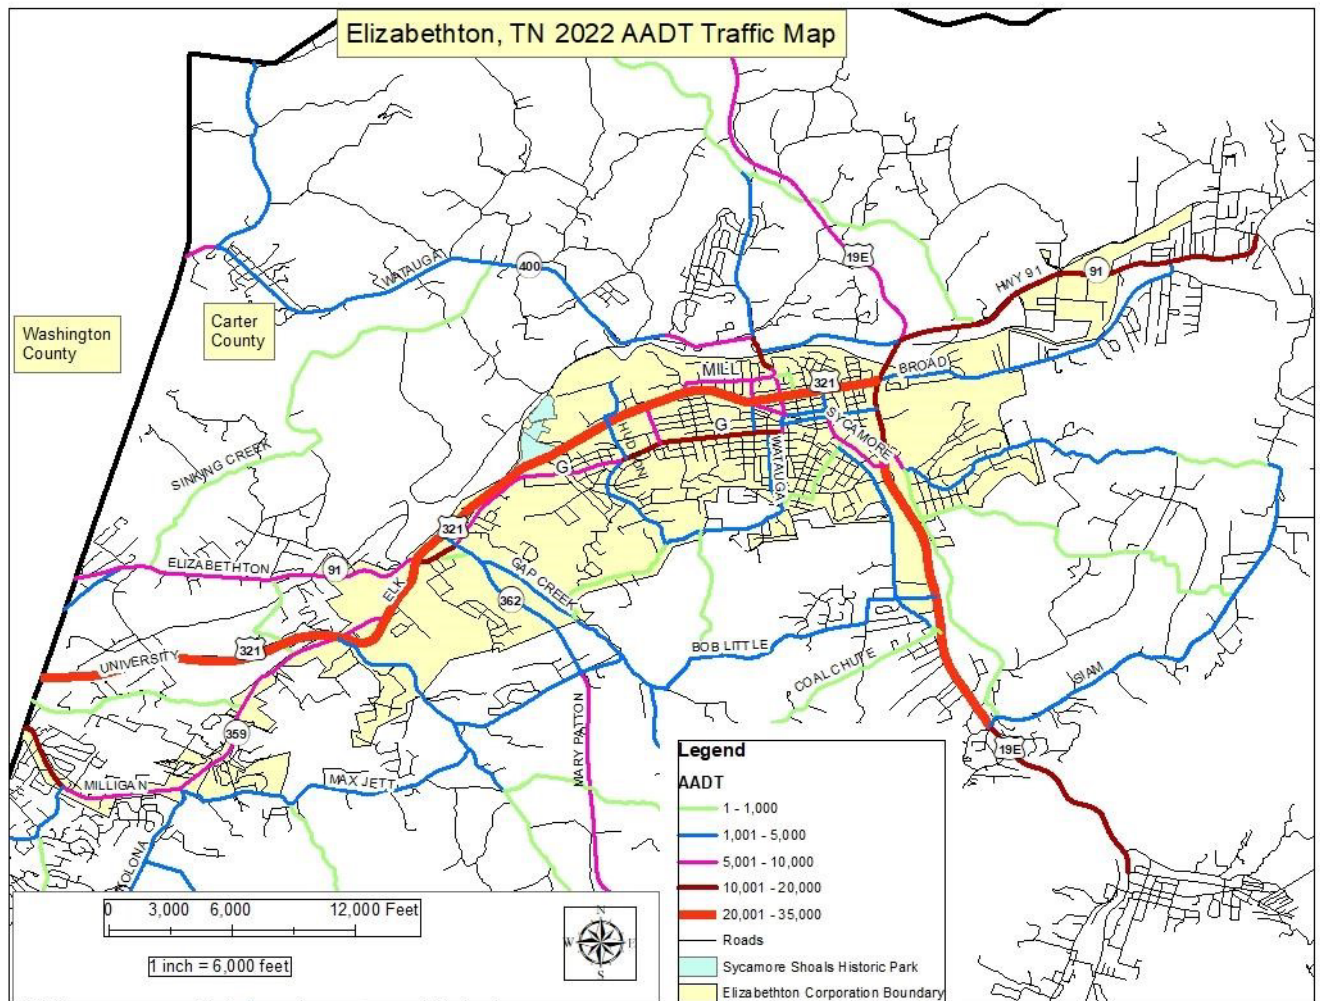 Elizabethton, TN 2022 AADT Traffic Map
19E
HWY 91
91
WATAUGA
400
Washington
County
Carter
County
MILL
321
BROAD
SYCAMORE
G
HUDSON
WATAUGA
G
SINKING CREEK
321
ELIZABETHTON
91
ELK
GAP CREEK
362
321
UNIVERSITY
BOB LITTLE
COAL CHUTE
SIAM
359
MARY PATTON
19E
MILLIGAN
MAX JETT
OLONA
Legend
AADT
1 - 1,000
1,001 - 5,000
5,001 - 10,000
10,001 - 20,000
20,001 - 35,000
Roads
Sycamore Shoals Historic Park
Elizabethton Corporation Boundary
0 3,000 6,000 12,000 Feet
1 inch = 6,000 feet
N
W E
S